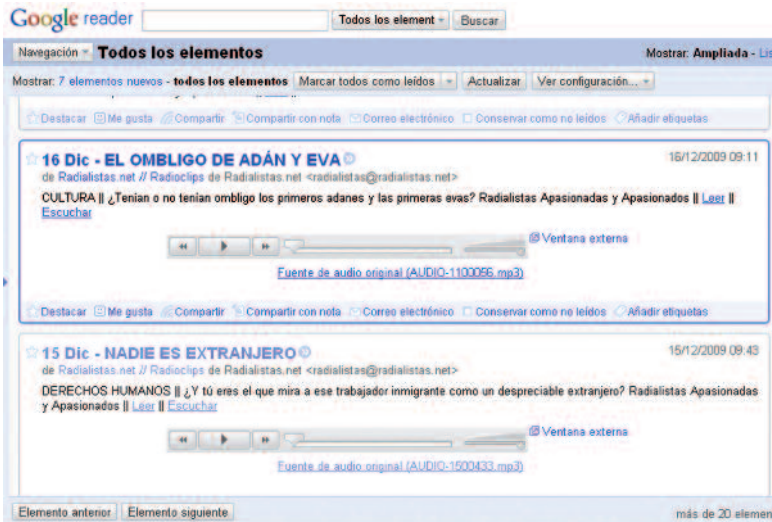 Google reader Todos los element Buscar
Navegación Todos los elementos Mostrar: Ampliada - Lis
Mostrar: 7 elementos nuevos - todos los elementos Marcar todos como leídos Actualizar Ver configuración...
Destacar Me gusta Compartir Compartir con nota Correo electrónico Conservar como no leídos Añadir etiquetas
16 Dic - EL OMBLIGO DE ADÁN Y EVA 16/12/2009 09:11
de Radialistas.net // Radioclips de Radialistas.net <radialistas@radialistas.net>
CULTURA || ¿Tenían o no tenían ombligo los primeros adanes y las primeras evas? Radialistas Apasionadas y Apasionados || Leer ||
Escuchar
Ventana externa
Fuente de audio original (AUDIO-1100056.mp3)
Destacar Me gusta Compartir Compartir con nota Correo electrónico Conservar como no leídos Añadir etiquetas
15 Dic - NADIE ES EXTRANJERO 15/12/2009 09:43
de Radialistas.net // Radioclips de Radialistas.net <radialistas@radialistas.net>
DERECHOS HUMANOS || ¿Y tú eres el que mira a ese trabajador inmigrante como un despreciable extranjero? Radialistas Apasionadas
y Apasionados || Leer || Escuchar
Ventana externa
Fuente de audio original (AUDIO-1500433.mp3)
Elemento anterior Elemento siguiente más de 20 elemen